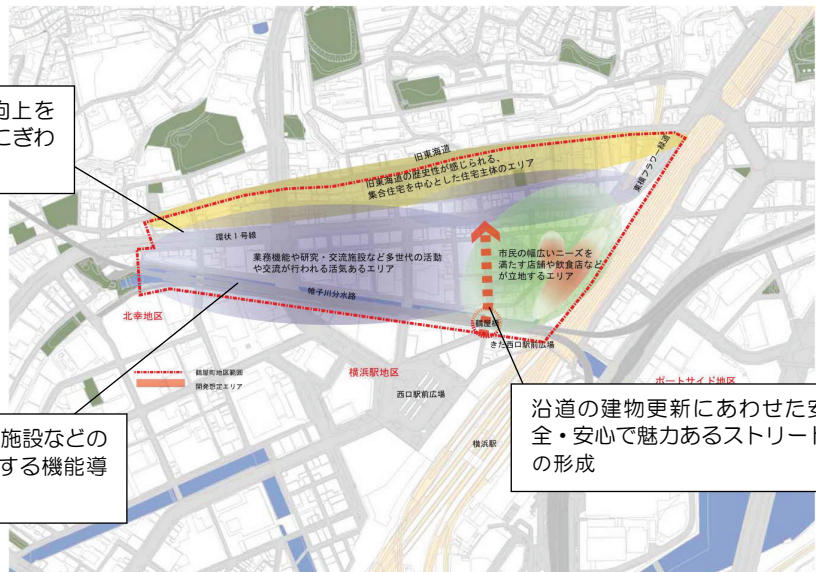 向上を
にぎわ
旧東海道
旧東海道の歴史性が感じられる、
集合住宅を中心とした住宅主体のエリア
東横フラワー緑道
環状1号線
業務機能や研究・交流施設など多世代の活動
や交流が行われる活気あるエリア
市民の幅広いニーズを
満たす店舗や飲食店など
が立地するエリア
帷子川分水路
北幸地区
鶴屋橋
きた西口駅前広場
鶴屋町地区範囲
開発想定エリア
横浜駅地区
西口駅前広場
ポートサイド地区
横浜駅
施設などの
する機能導
沿道の建物更新にあわせた安
全・安心で魅力あるストリート
の形成